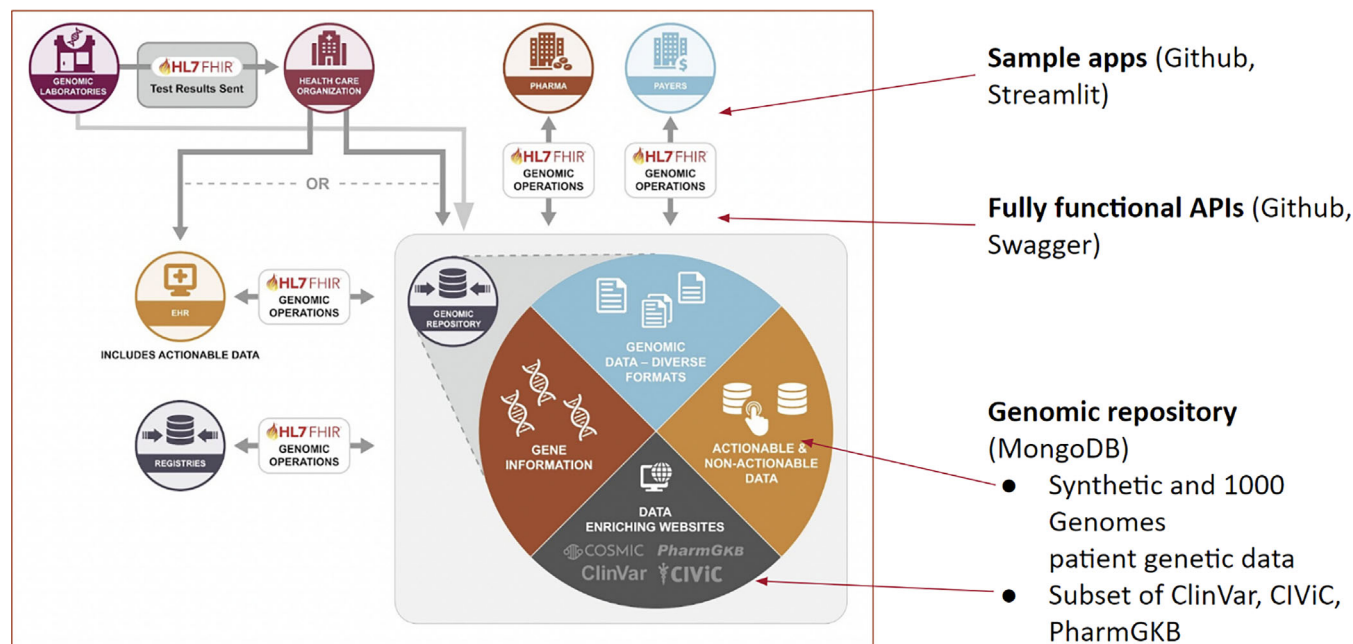 GENOMIC
LABORATORIES
HL7 FHIR
Test Results Sent
HEALTH CARE
ORGANIZATION
PHARMA
PAYERS
HL7 FHIR
GENOMIC
OPERATIONS
HL7 FHIR
GENOMIC
OPERATIONS
OR
EHR
INCLUDES ACTIONABLE DATA
HL7 FHIR
GENOMIC
OPERATIONS
REGISTRIES
HL7 FHIR
GENOMIC
OPERATIONS
GENOMIC
REPOSITORY
GENOMIC
DATA – DIVERSE
FORMATS
GENE
INFORMATION
ACTIONABLE &
NON-ACTIONABLE
DATA
DATA
ENRICHING WEBSITES
COSMIC PharmGKB
ClinVar CIViC
Sample apps (Github,
Streamlit)
Fully functional APIs (Github,
Swagger)
Genomic repository
(MongoDB)
● Synthetic and 1000
Genomes
patient genetic data
● Subset of ClinVar, CIViC,
PharmGKB